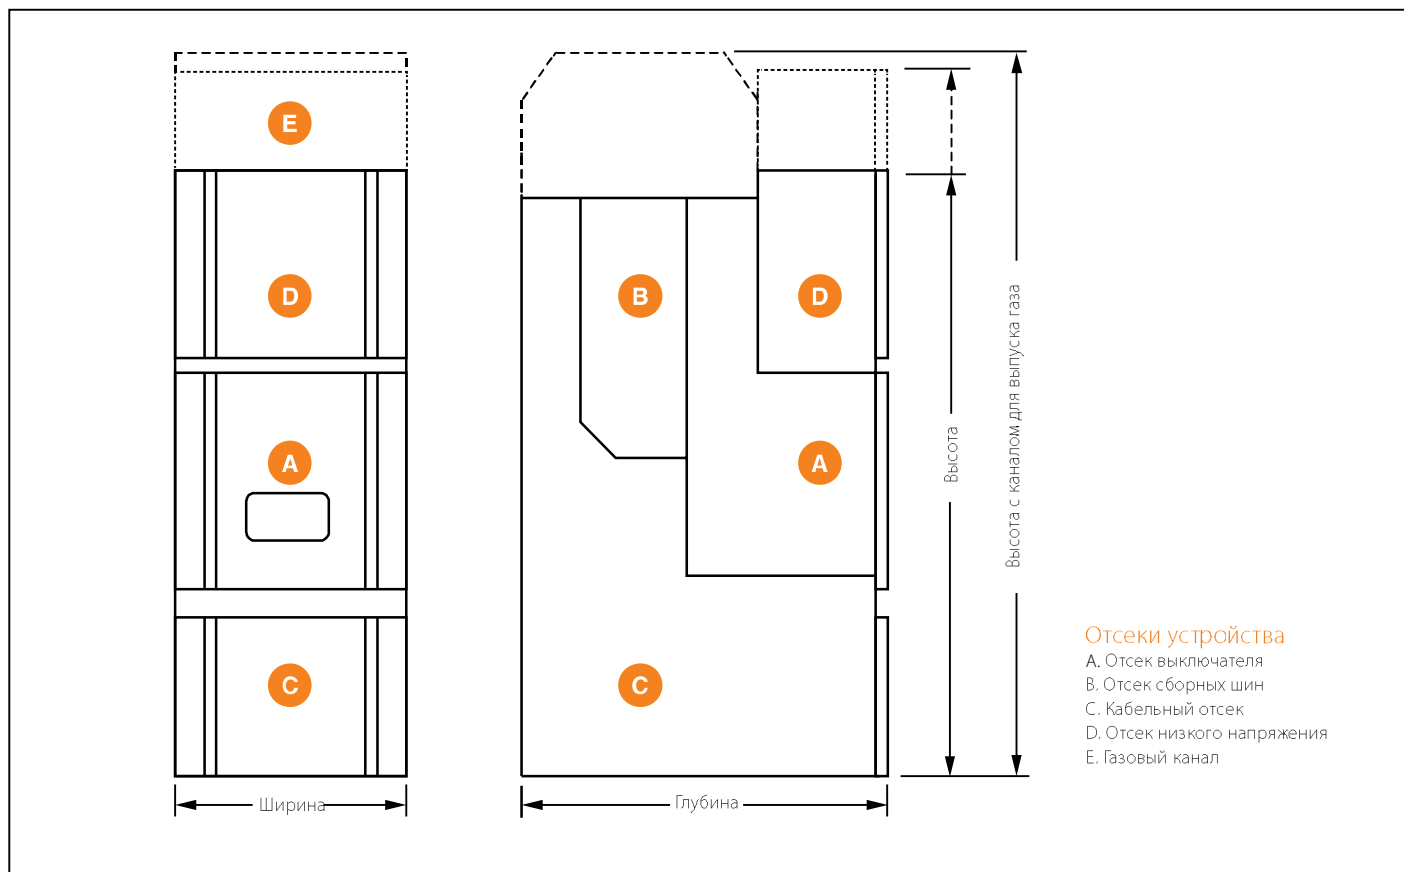 E
D
B
D
A
A
C
C
Высота
Высота с каналом для выпуска газа
Ширина
Глубина
Отсеки устройства
A. Отсек выключателя
B. Отсек сборных шин
C. Кабельный отсек
D. Отсек низкого напряжения
E. Газовый канал